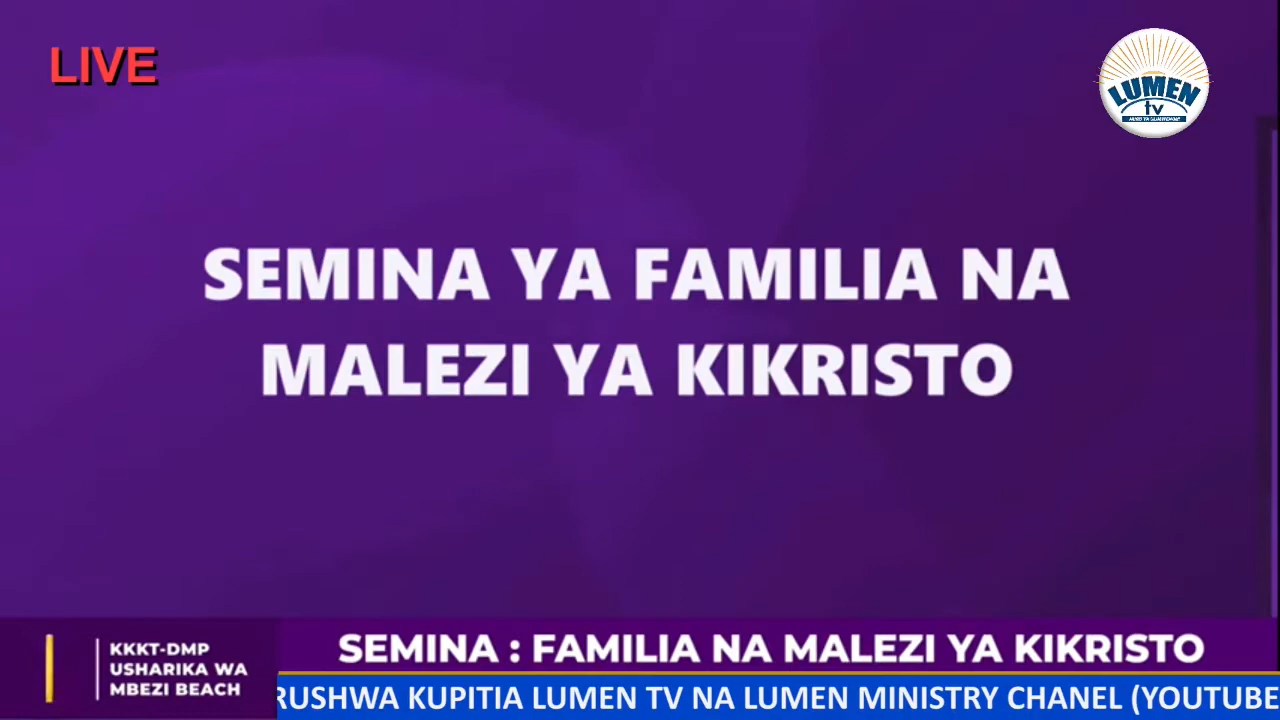 LIVE
LUMEN
tv
SEMINA YA FAMILIA NA
MALEZI YA KIKRISTO
KKKT-DMP
USHARIKA WA
MBEZI BEACH
SEMINA : FAMILIA NA MALEZI YA KIKRISTO
RUSHWA KUPITIA LUMEN TV NA LUMEN MINISTRY CHANEL (YOUTUBE